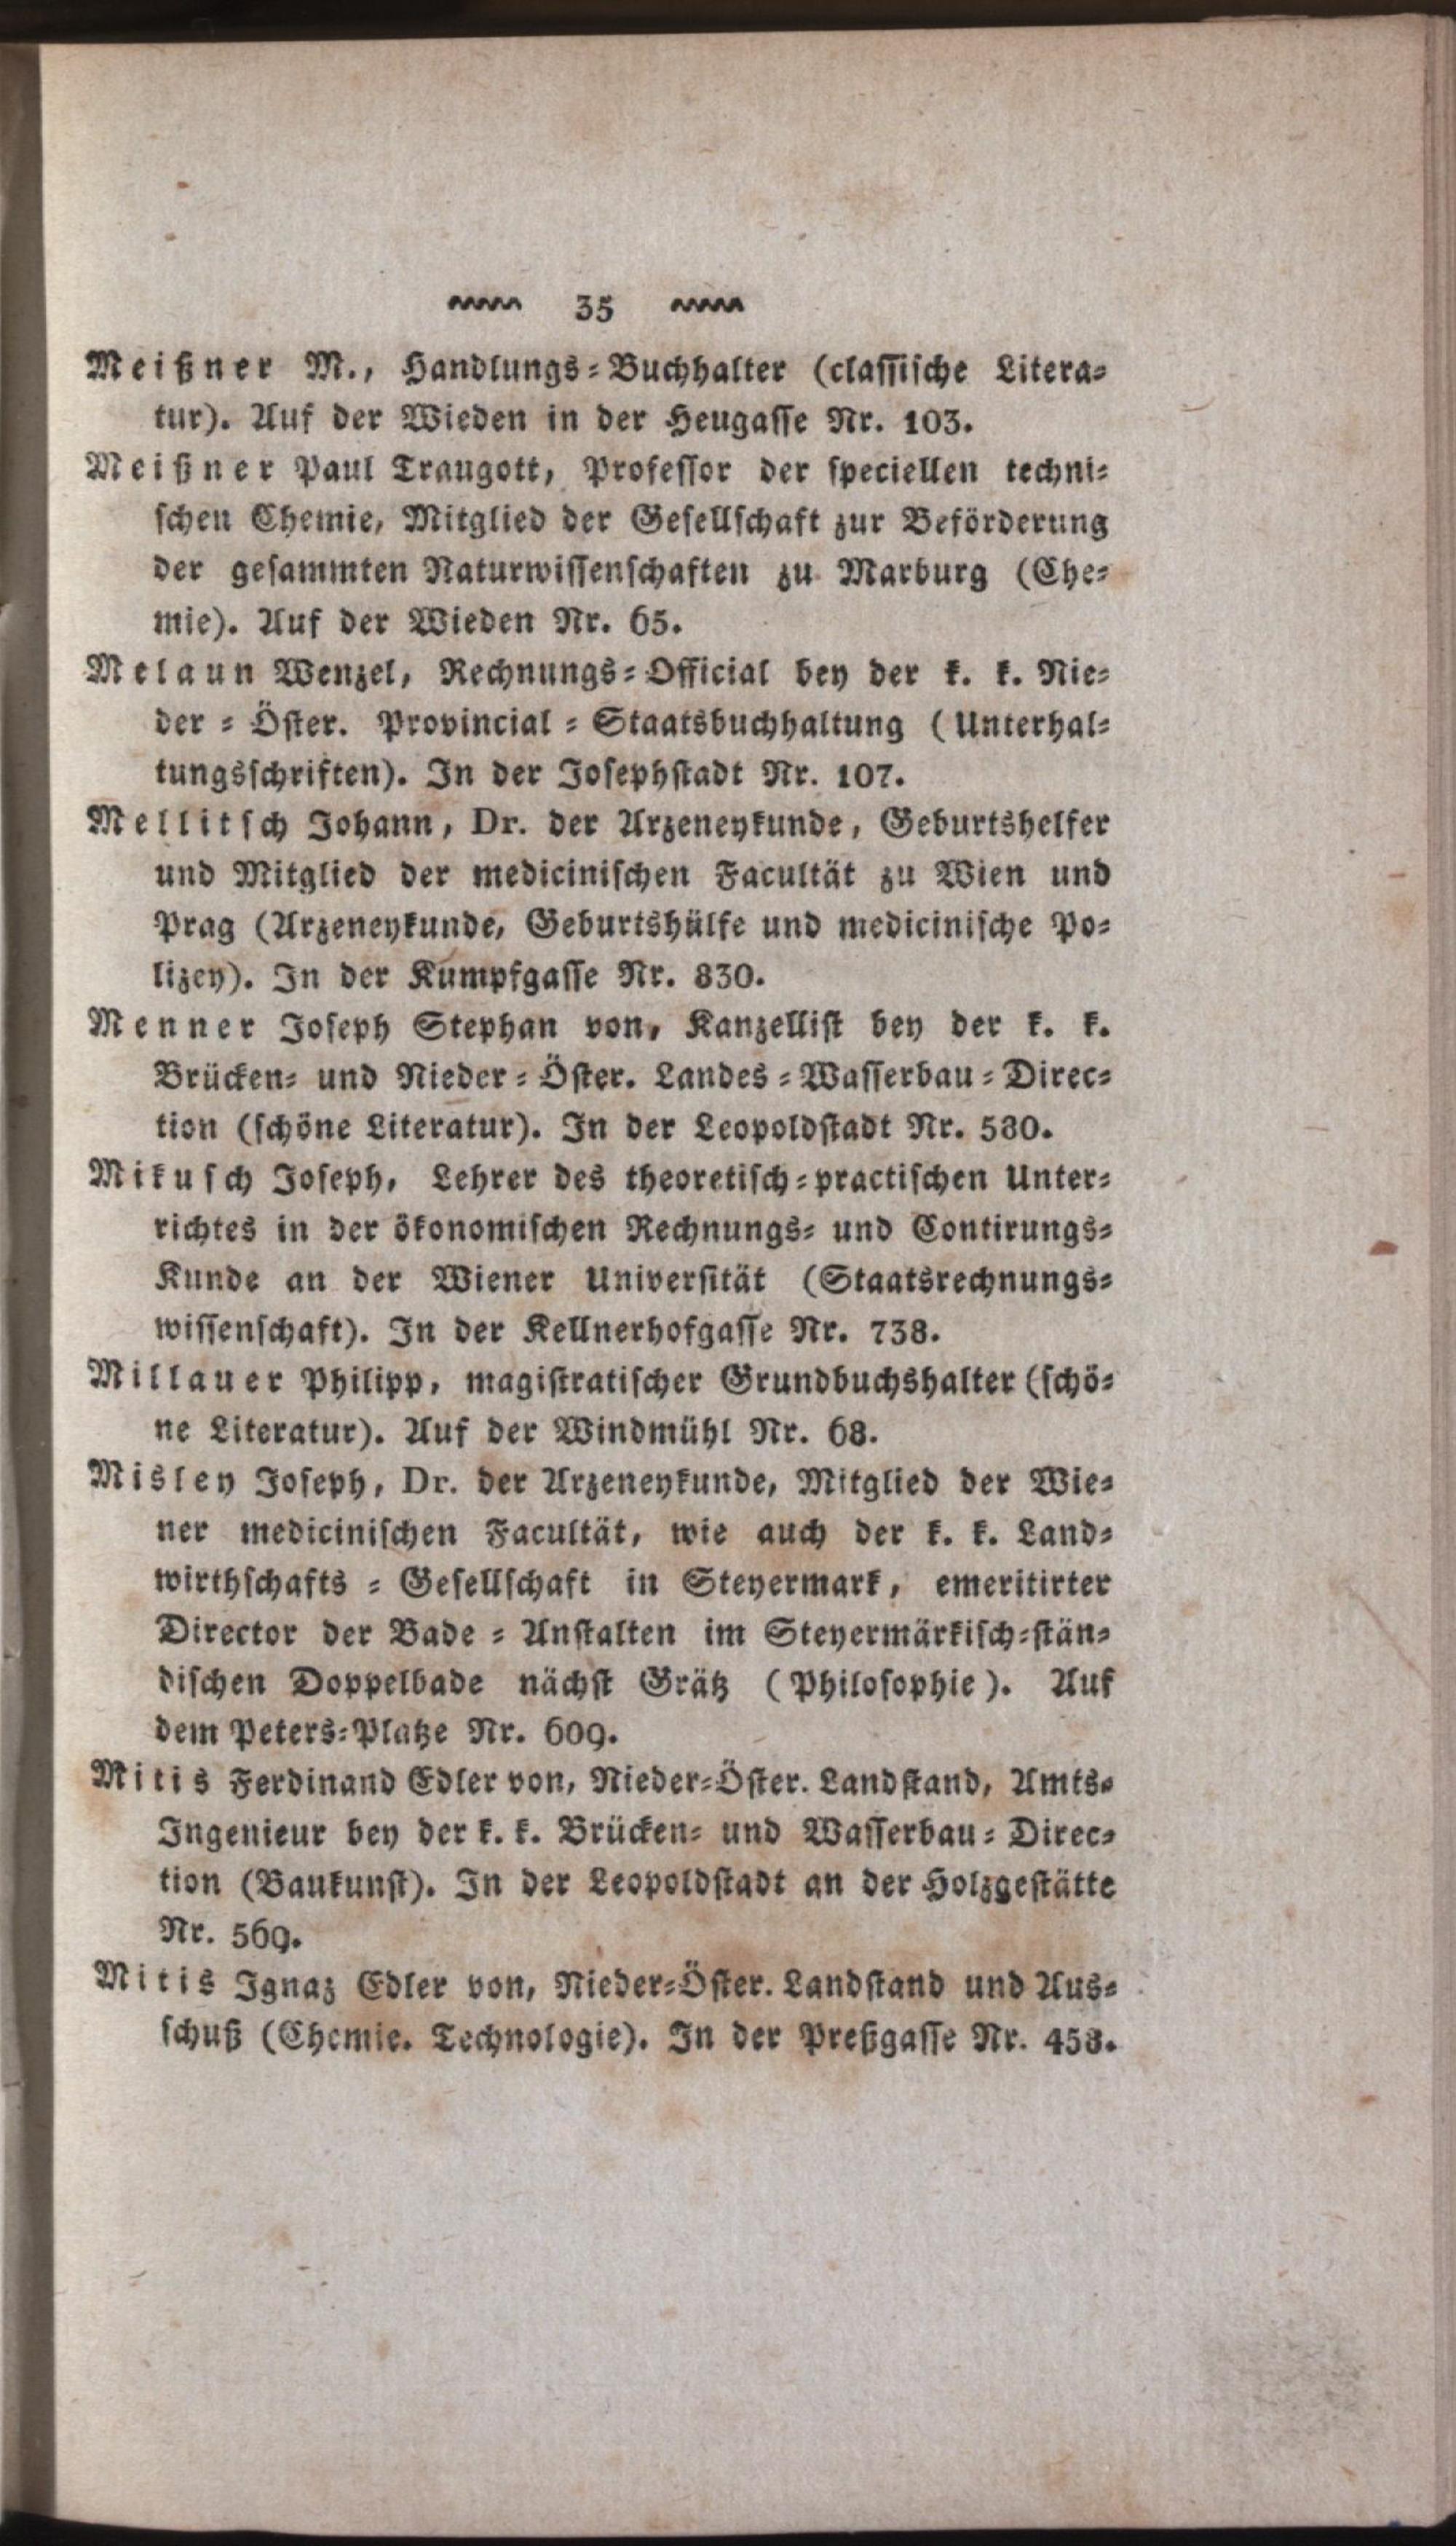 35
Meißner M., Handlungs-Buchhalter (classische Litera-
tur). Auf der Wieden in der Heugasse Nr. 103.
Meißner Paul Traugott, Professor der speciellen techni-
schen Chemie, Mitglied der Gesellschaft zur Beförderung
der gesammten Naturwissenschaften zu Marburg (Che-
mie). Auf der Wieden Nr. 65.
Melaun Wenzel, Rechnungs-Official bey der k. k. Nie-
der-Öster. Provincial-Staatsbuchhaltung (Unterhal-
tungsschriften). In der Josephstadt Nr. 107.
Mellitsch Johann, Dr. der Arzeneykunde, Geburtshelfer
und Mitglied der medicinischen Facultät zu Wien und
Prag (Arzeneykunde, Geburtshülfe und medicinische Po-
lizey). In der Kumpfgasse Nr. 830.
Menner Joseph Stephan von, Kanzellist bey der k. k.
Brücken- und Nieder-Öster. Landes-Wasserbau-Direc-
tion (schöne Literatur). In der Leopoldstadt Nr. 580.
Mikusch Joseph, Lehrer des theoretisch-practischen Unter-
richtes in der ökonomischen Rechnungs- und Contirungs-
Kunde an der Wiener Universität (Staatsrechnungs-
wissenschaft). In der Kellnerhofgasse Nr. 738.
Millauer Philipp, magistratischer Grundbuchshalter (schö-
ne Literatur). Auf der Windmühl Nr. 68.
Misley Joseph, Dr. der Arzeneykunde, Mitglied der Wie-
ner medicinischen Facultät, wie auch der k. k. Land-
wirthschafts-Gesellschaft in Steyermark, emeritirter
Director der Bade-Anstalten im Steyermärkisch-stän-
dischen Doppelbade nächst Grätz (Philosophie). Auf
dem Peters-Platze Nr. 609.
Mitis Ferdinand Edler von, Nieder-Öster. Landstand, Amts-
Ingenieur bey der k. k. Brücken- und Wasserbau-Direc-
tion (Baukunst). In der Leopoldstadt an der Holzgestätte
Nr. 569.
Mitis Ignaz Edler von, Nieder-Öster. Landstand und Aus-
schuß (Chemie. Technologie). In der Preßgasse Nr. 453.